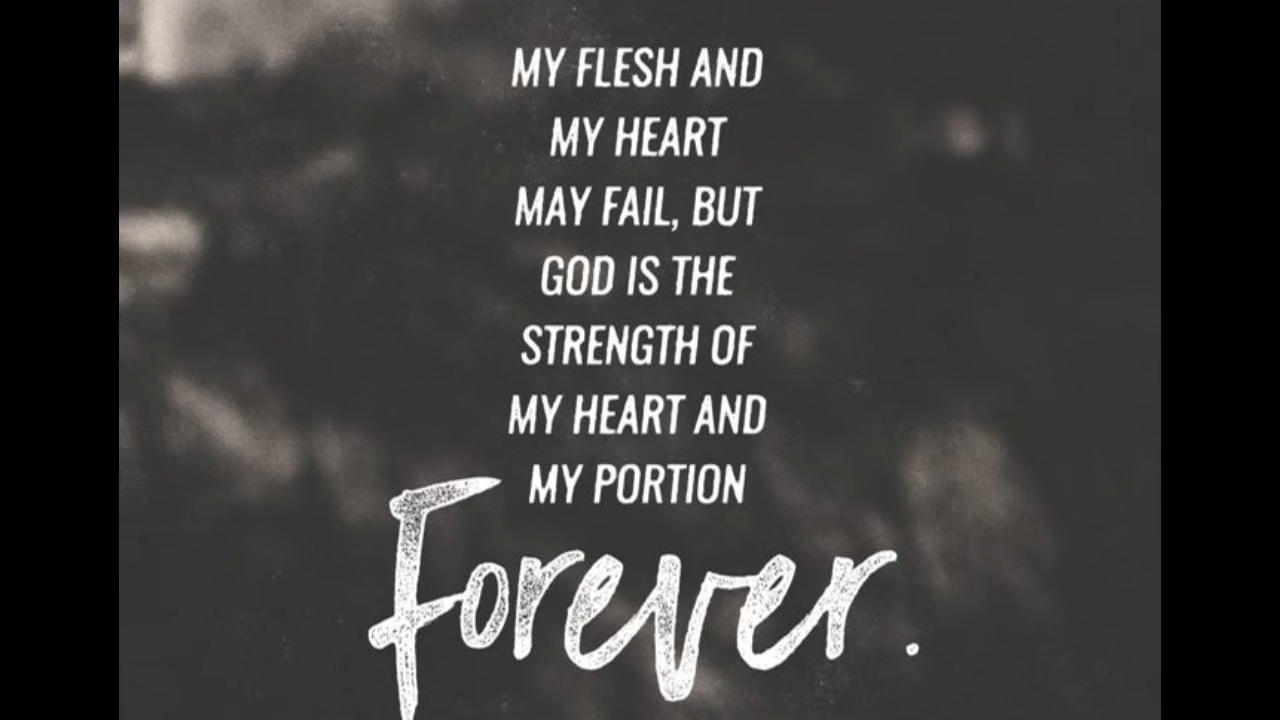 MY FLESH AND
MY HEART
MAY FAIL, BUT
GOD IS THE
STRENGTH OF
MY HEART AND
MY PORTION
Forever.